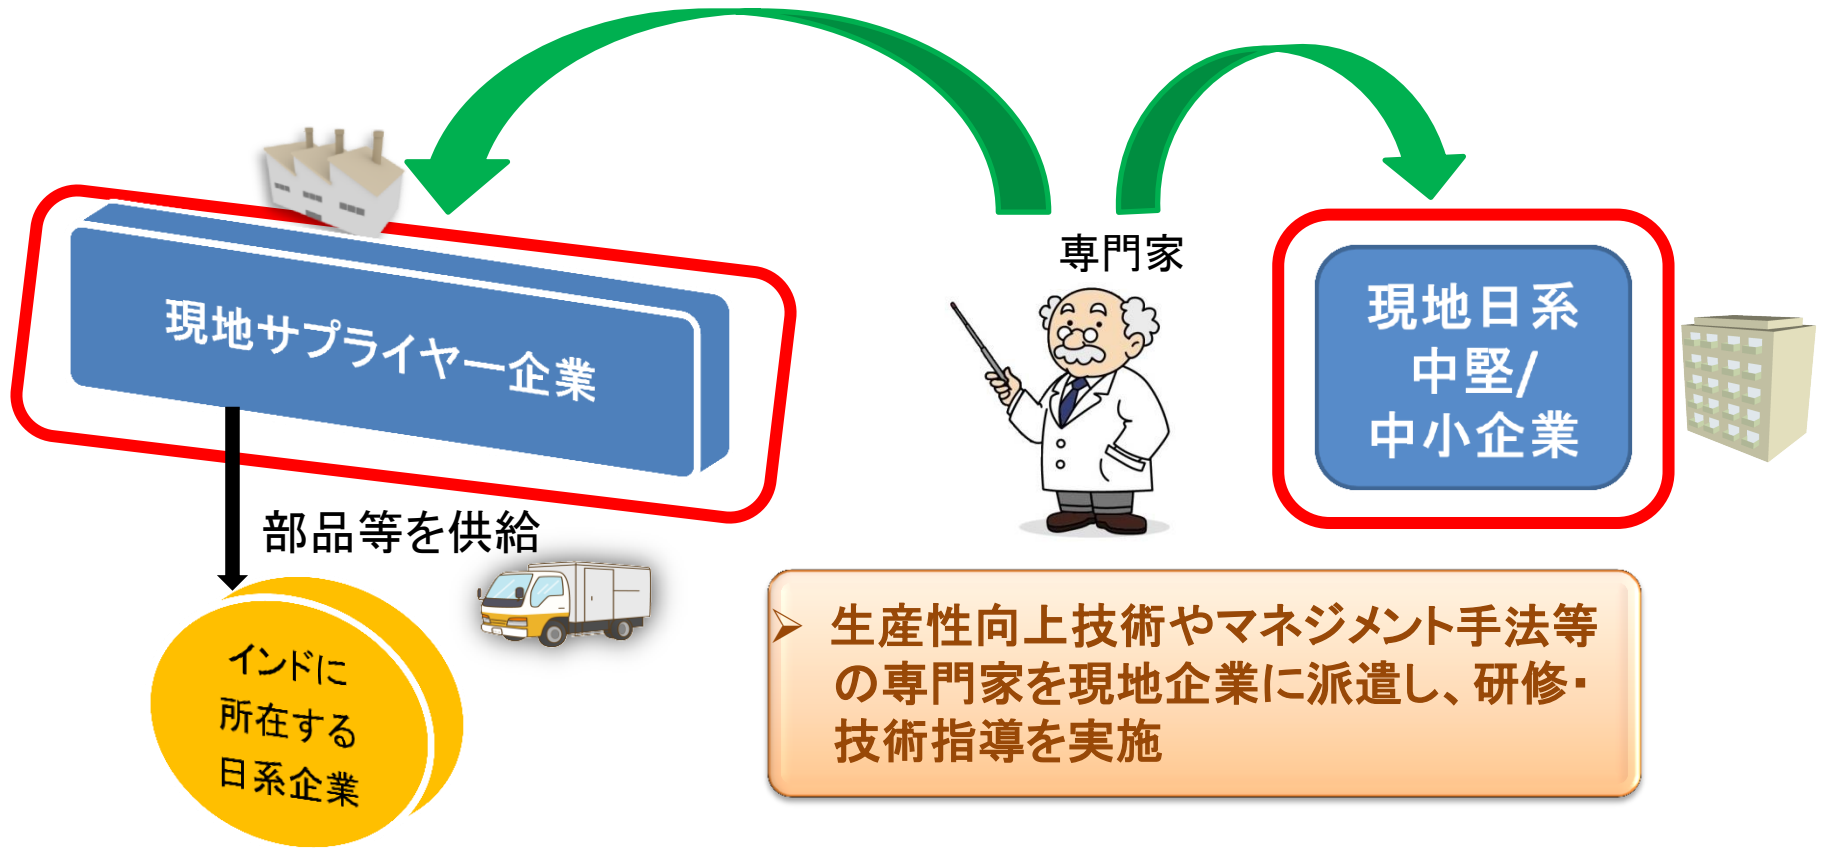 専門家
現地サプライヤー企業
現地日系
中堅/
中小企業
部品等を供給
インドに
所在する
日系企業
➢ 生産性向上技術やマネジメント手法等
の専門家を現地企業に派遣し、研修・
技術指導を実施